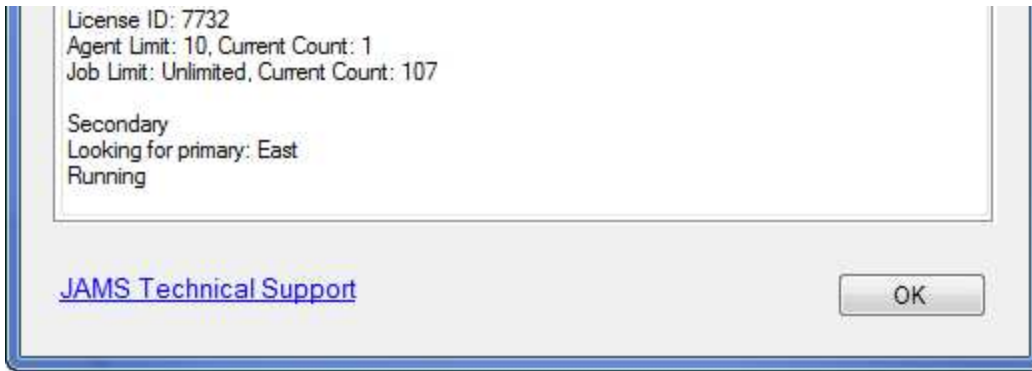 License ID: 7732
Agent Limit: 10, Current Count: 1
Job Limit: Unlimited, Current Count: 107
Secondary
Looking for primary: East
Running
JAMS Technical Support
OK